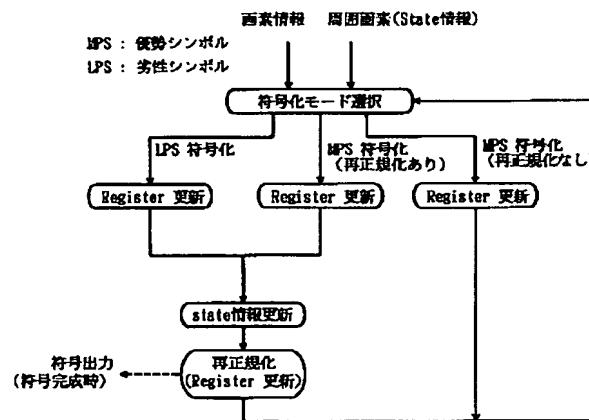 画素情報 周囲画素(State情報)
MPS : 優勢シンボル
LPS : 劣性シンボル
符号化モード選択
LPS 符号化
MPS 符号化
(再正規化あり)
MPS 符号化
(再正規化なし
Register 更新
Register 更新
Register 更新
state情報更新
再正規化
(Register 更新)
符号出力
(符号完成時)